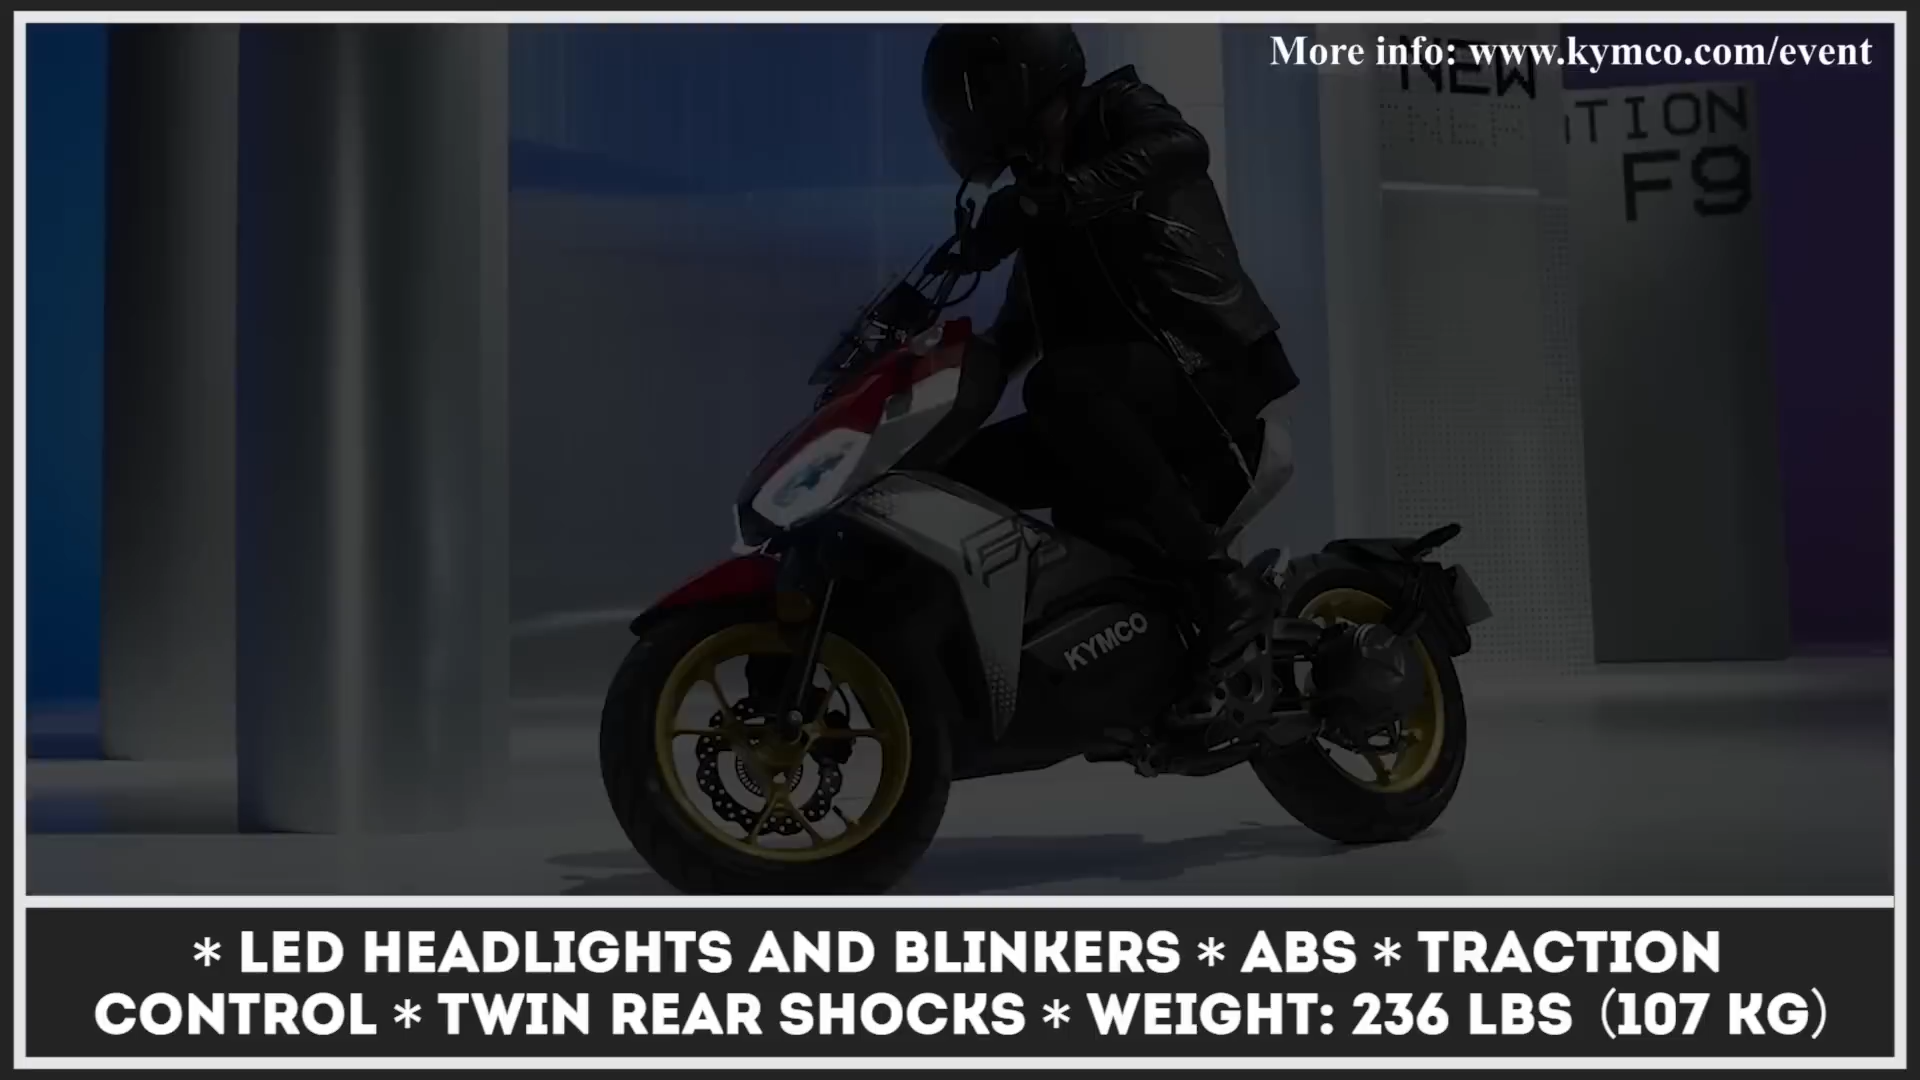 More info: www.kymco.com/event
NEW
TION
F9
F9
KYMCO
* LED HEADLIGHTS AND BLINKERS * ABS * TRACTION
CONTROL * TWIN REAR SHOCKS * WEIGHT: 236 LBS (107 KG)